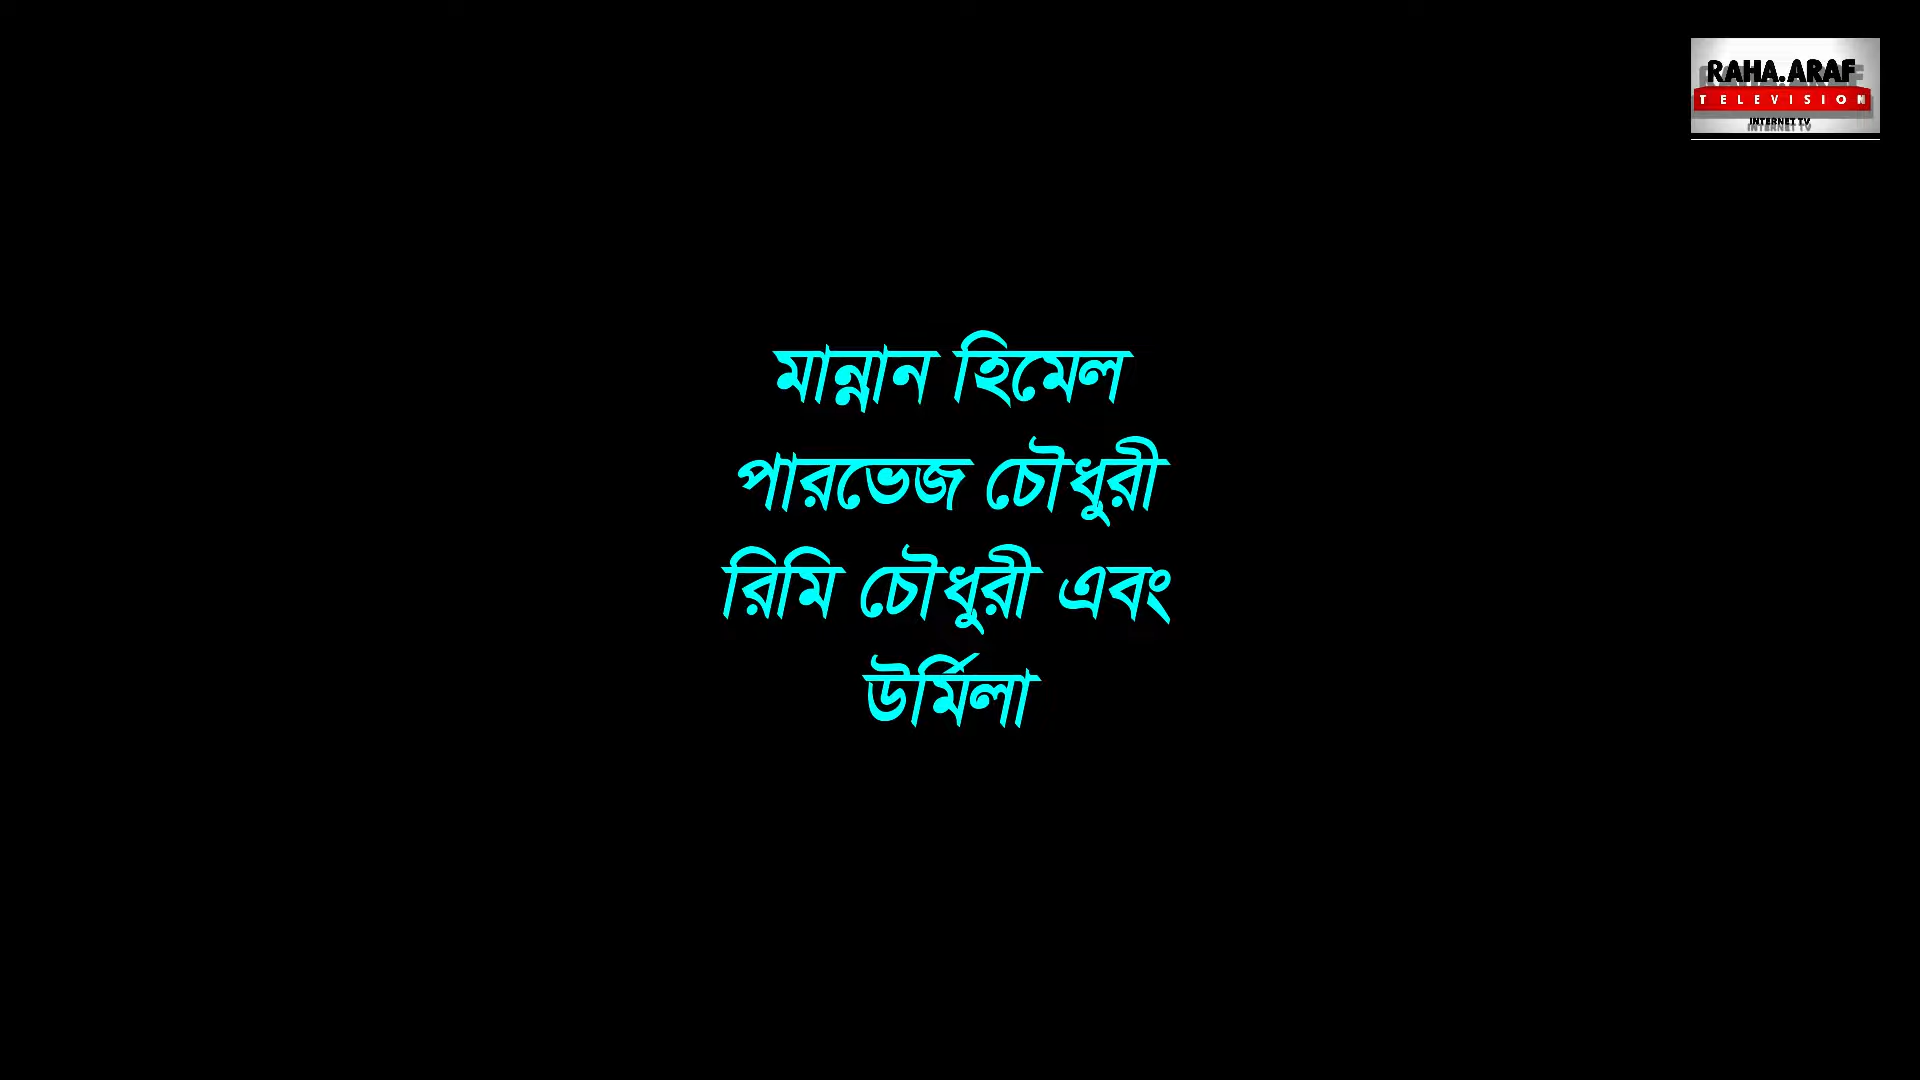 RAHA.ARAF
TELEVISION
INTERNET TV
মান্নান হিমেল
পারভেজ চৌধুরী
রিমি চৌধুরী এবং
উর্মিলা